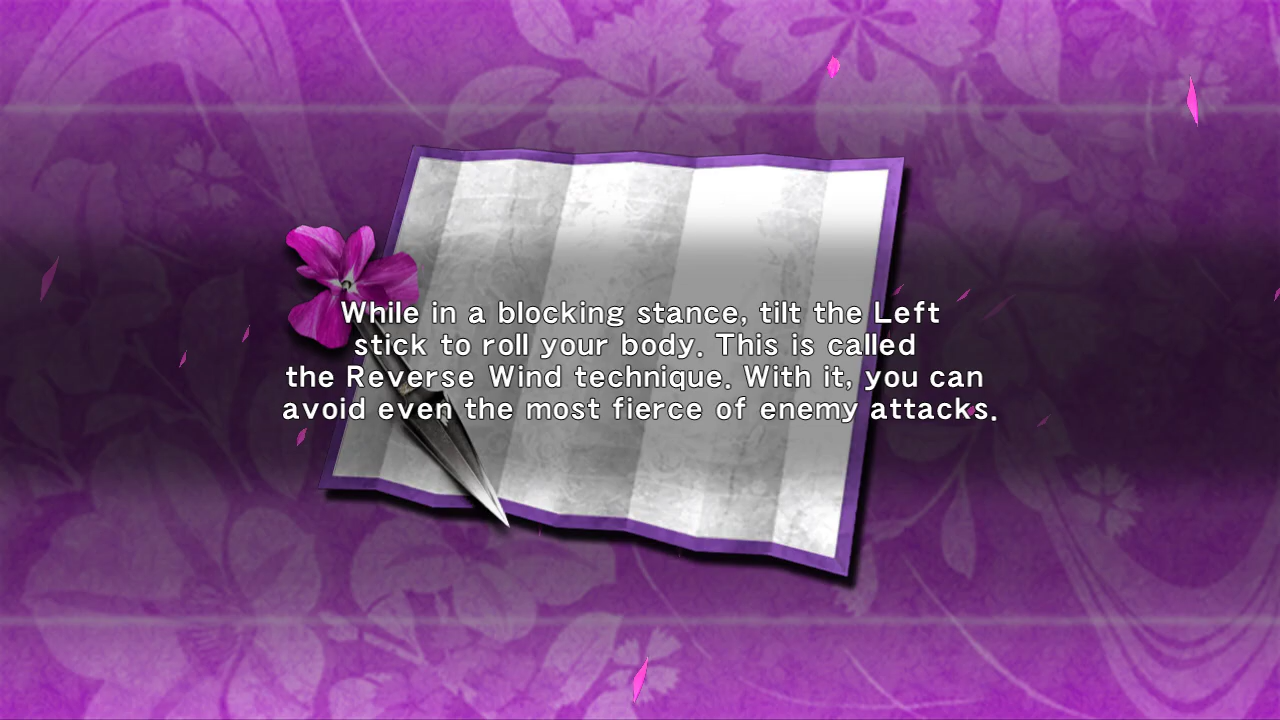 While in a blocking stance, tilt the Left
stick to roll your body. This is called
the Reverse Wind technique. With it, you can
avoid even the most fierce of enemy attacks.